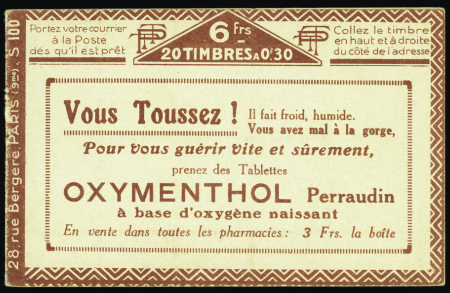 Portez votre courrier
à la Poste
dès qu'il est prêt
6 Frs
20 TIMBRES A 0f30
Collez le timbre
en haut et à droite
du côté de l'adresse
28, rue Bergère, PARIS (9me). S 100
Vous Toussez ! Il fait froid, humide.
Vous avez mal à la gorge,
Pour vous guérir vite et sûrement,
prenez des Tablettes
OXYMENTHOL Perraudin
à base d'oxygène naissant
En vente dans toutes les pharmacies: 3 Frs. la boîte